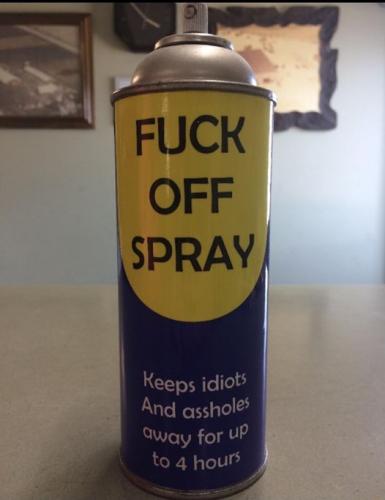 FUCK
OFF
SPRAY
Keeps idiots
And assholes
away for up
to 4 hours